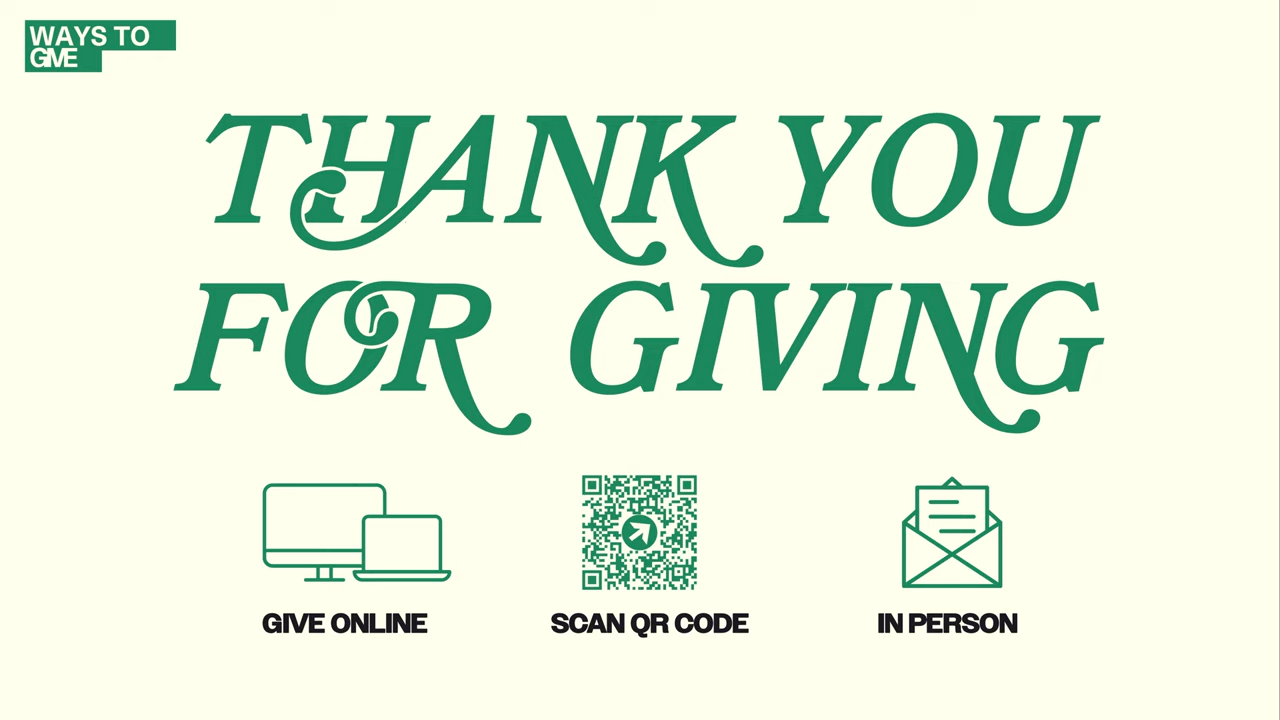 WAYS TO
GIVE
THANK YOU
FOR GIVING
GIVE ONLINE
SCAN QR CODE
IN PERSON